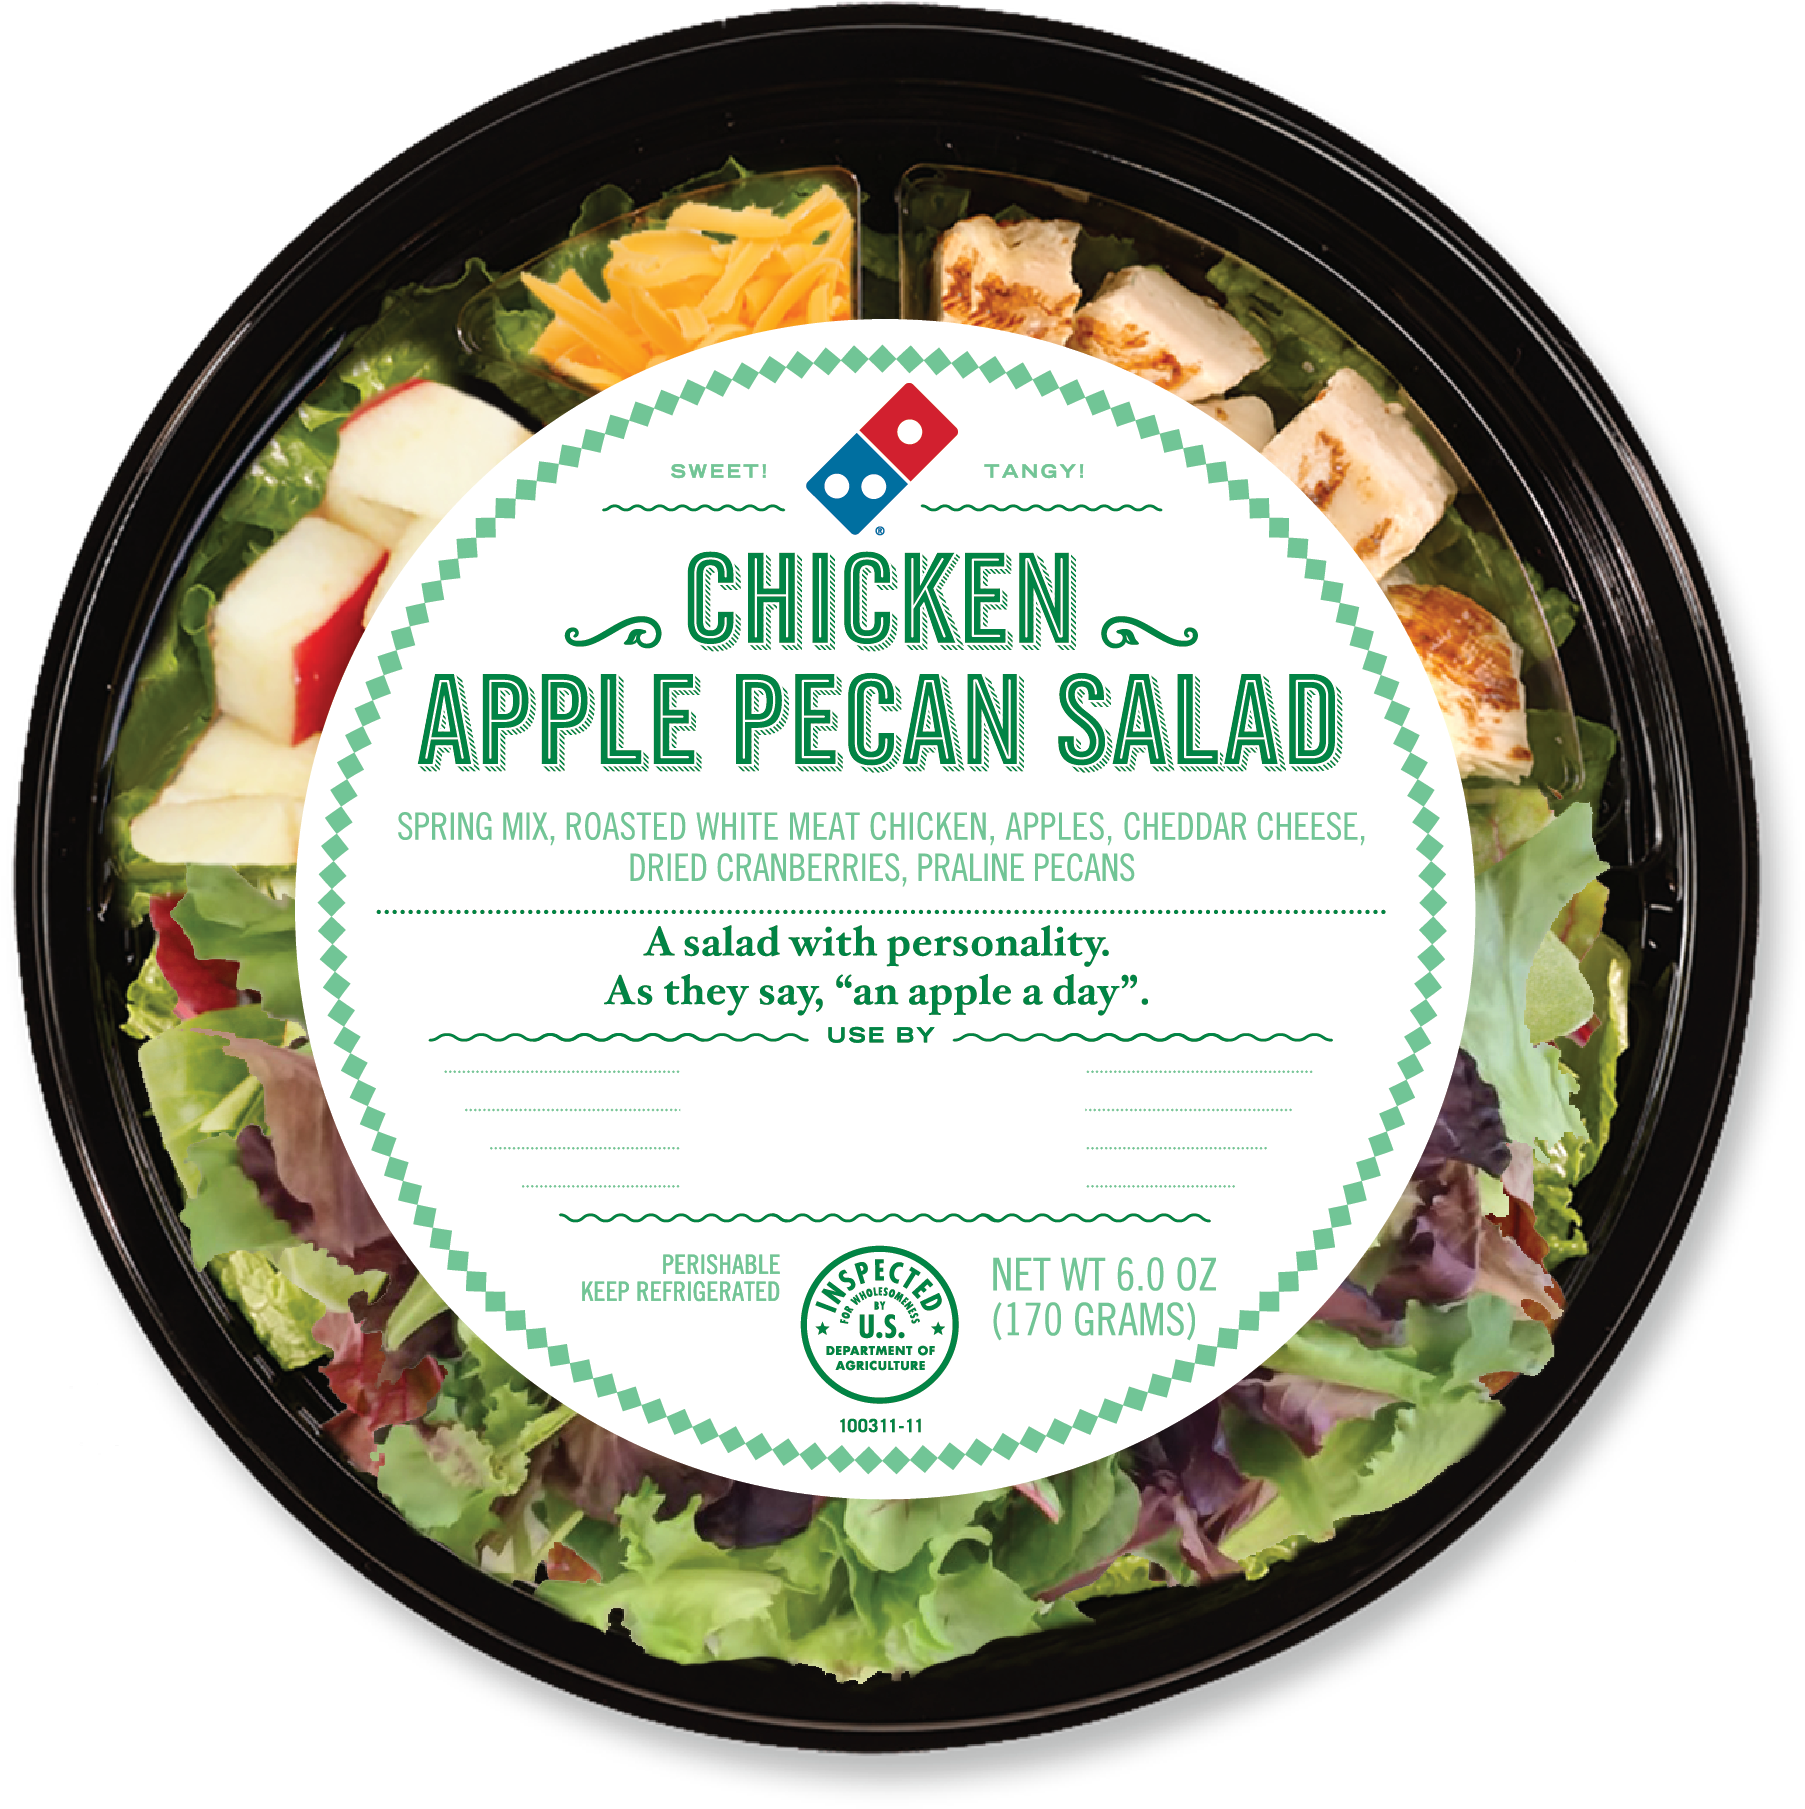 SWEET! TANGY!
®
CHICKEN
APPLE PECAN SALAD
SPRING MIX, ROASTED WHITE MEAT CHICKEN, APPLES, CHEDDAR CHEESE,
DRIED CRANBERRIES, PRALINE PECANS
A salad with personality.
As they say, “an apple a day”.
USE BY
PERISHABLE
KEEP REFRIGERATED
INSPECTED
FOR WHOLESOMENESS
BY
U.S.
DEPARTMENT OF
AGRICULTURE
NET WT 6.0 OZ
(170 GRAMS)
100311-11